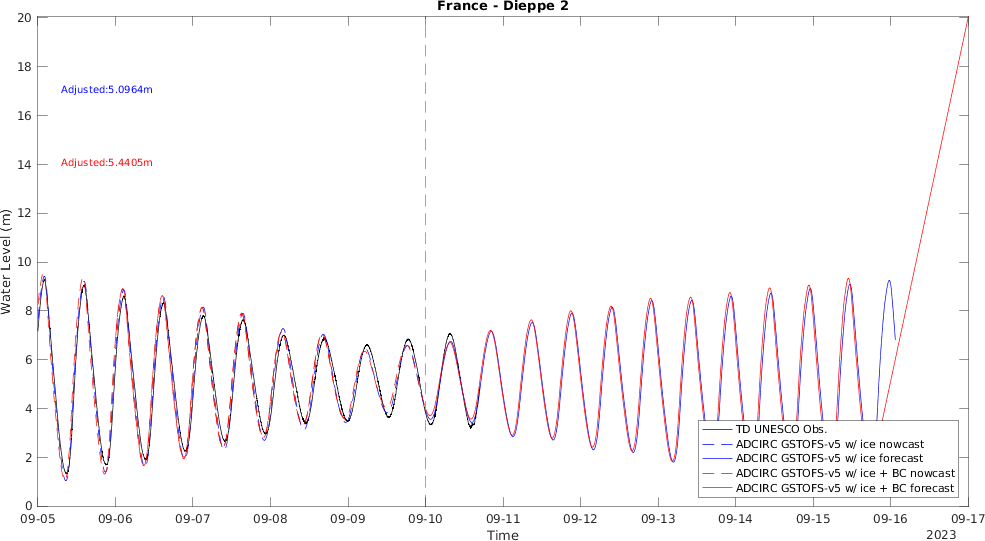 France - Dieppe 2
20
18
16
14
12
10
8
6
4
2
0
Water Level (m)
Adjusted:5.0964m
Adjusted:5.4405m
TD UNESCO Obs.
ADCIRC GSTOFS-v5 w/ ice nowcast
ADCIRC GSTOFS-v5 w/ ice forecast
ADCIRC GSTOFS-v5 w/ ice + BC nowcast
ADCIRC GSTOFS-v5 w/ ice + BC forecast
09-05 09-06 09-07 09-08 09-09 09-10 09-11 09-12 09-13 09-14 09-15 09-16 09-17
Time
2023